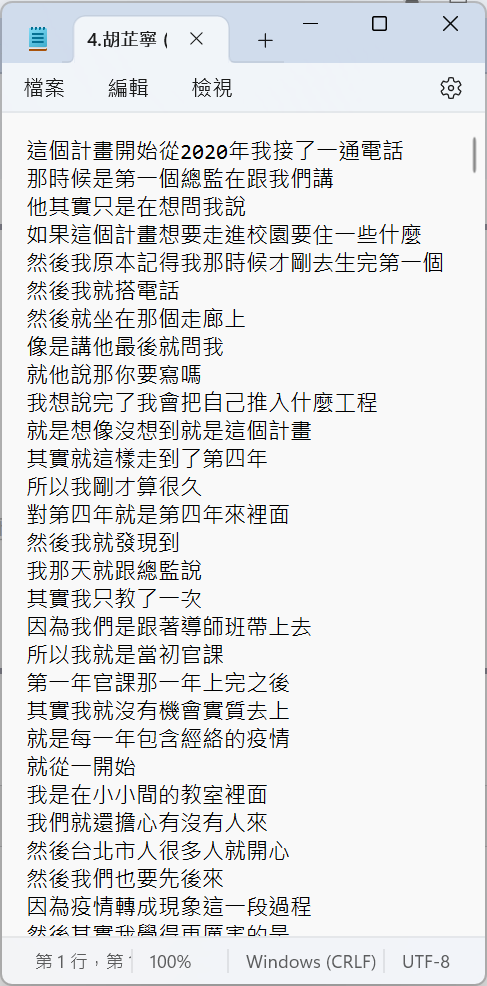 4.胡芷寧 (
檔案 編輯 檢視
這個計畫開始從2020年我接了一通電話
那時候是第一個總監在跟我們講
他其實只是在想問我說
如果這個計畫想要走進校園要住一些什麼
然後我原本記得我那時候才剛去生完第一個
然後我就搭電話
然後就坐在那個走廊上
像是講他最後就問我
就他說那你要寫嗎
我想說完了我會把自己推入什麼工程
就是想像沒想到就是這個計畫
其實就這樣走到了第四年
所以我剛才算很久
對第四年就是第四年來裡面
然後我就發現到
我那天就跟總監說
其實我只教了一次
因為我們是跟著導師班帶上去
所以我就是當初官課
第一年官課那一年上完之後
其實我就沒有機會實質去上
就是每一年包含經絡的疫情
就從一開始
我是在小小間的教室裡面
我們就還擔心有沒有人來
然後台北市人很多人就開心
然後我們也要先後來
因為疫情轉成現象這一段過程
然後其實我覺得更厲害的是
第 1 行，第 1 100% Windows (CRLF) UTF-8